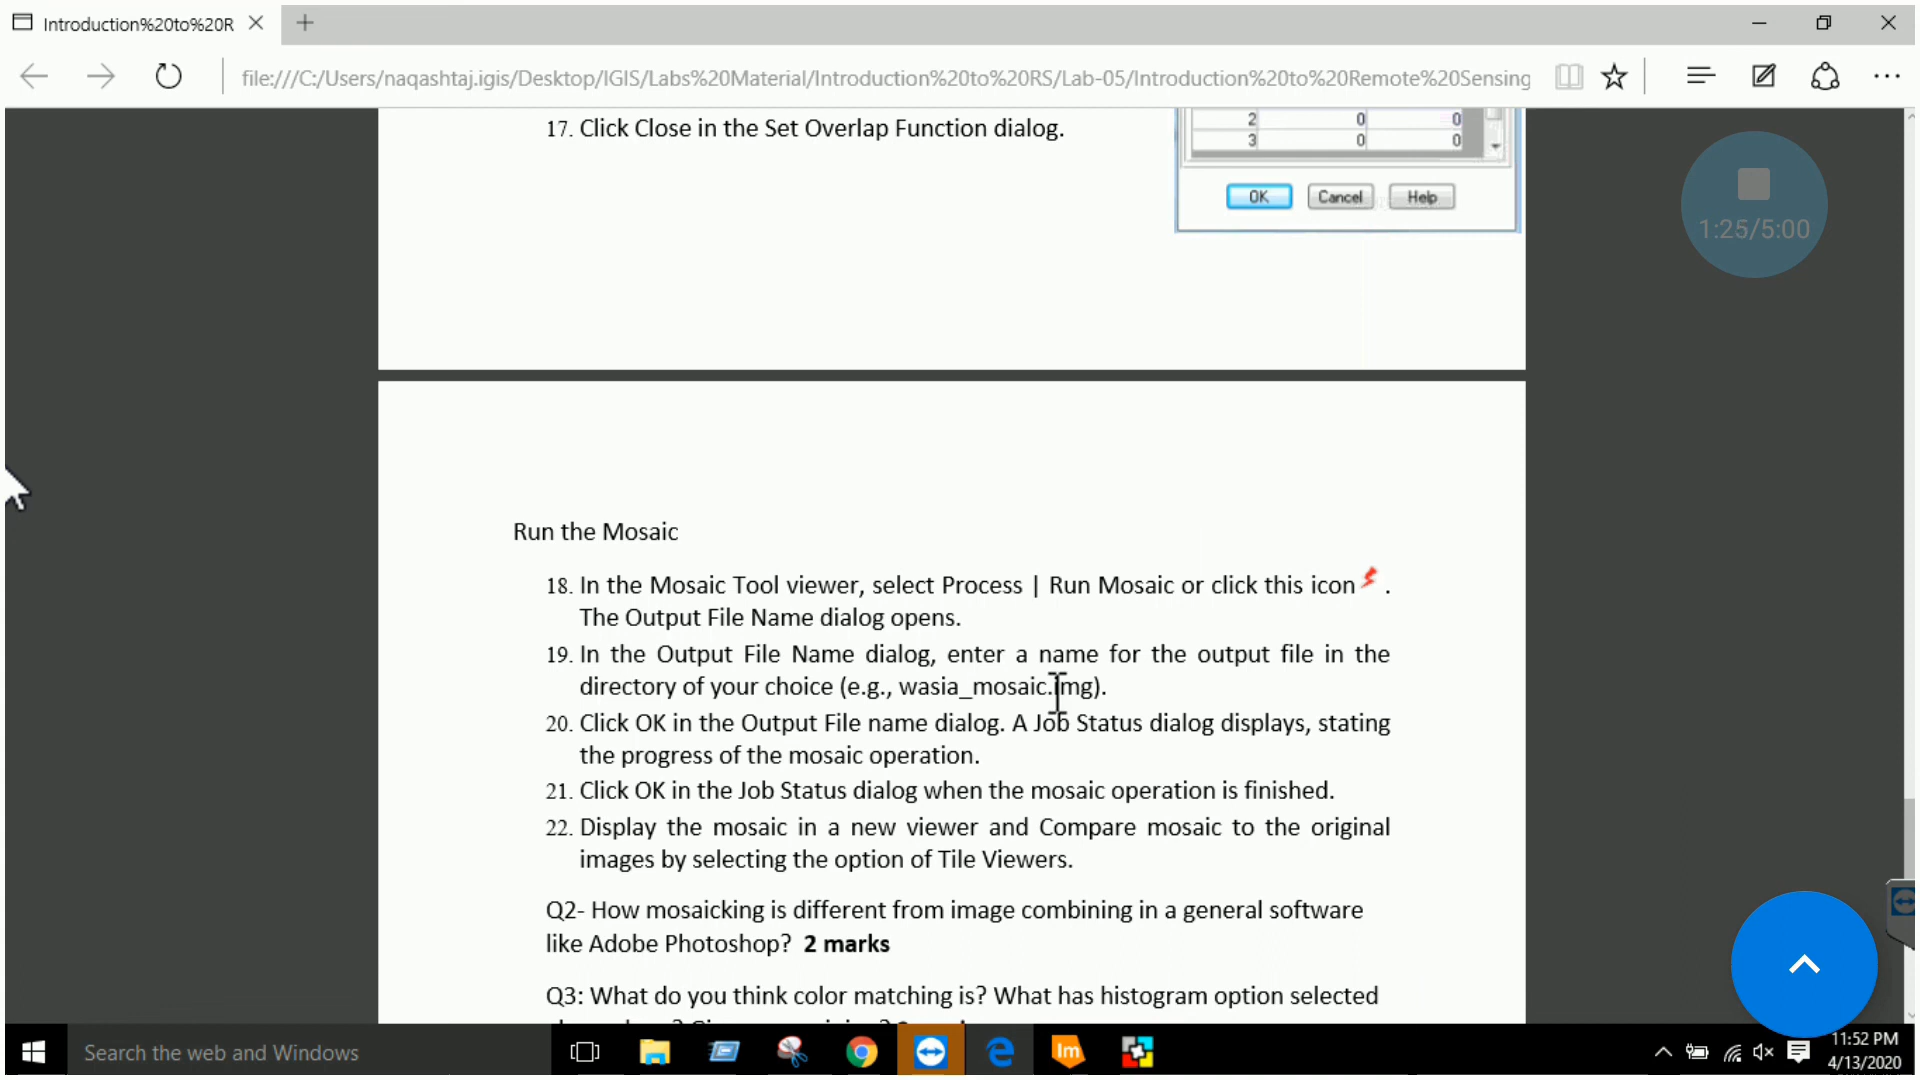 Introduction%20to%20R
file:///C:/Users/naqashtaj.igis/Desktop/IGIS/Labs%20Material/Introduction%20to%20RS/Lab-05/Introduction%20to%20Remote%20Sensing
17. Click Close in the Set Overlap Function dialog.
2 0 0
3 0 0
OK Cancel Help
1:25/5:00
Run the Mosaic
18. In the Mosaic Tool viewer, select Process | Run Mosaic or click this icon .
The Output File Name dialog opens.
19. In the Output File Name dialog, enter a name for the output file in the
directory of your choice (e.g., wasia_mosaic.img).
20. Click OK in the Output File name dialog. A Job Status dialog displays, stating
the progress of the mosaic operation.
21. Click OK in the Job Status dialog when the mosaic operation is finished.
22. Display the mosaic in a new viewer and Compare mosaic to the original
images by selecting the option of Tile Viewers.
Q2- How mosaicking is different from image combining in a general software
like Adobe Photoshop? 2 marks
Q3: What do you think color matching is? What has histogram option selected
Search the web and Windows
Im
11:52 PM
4/13/2020